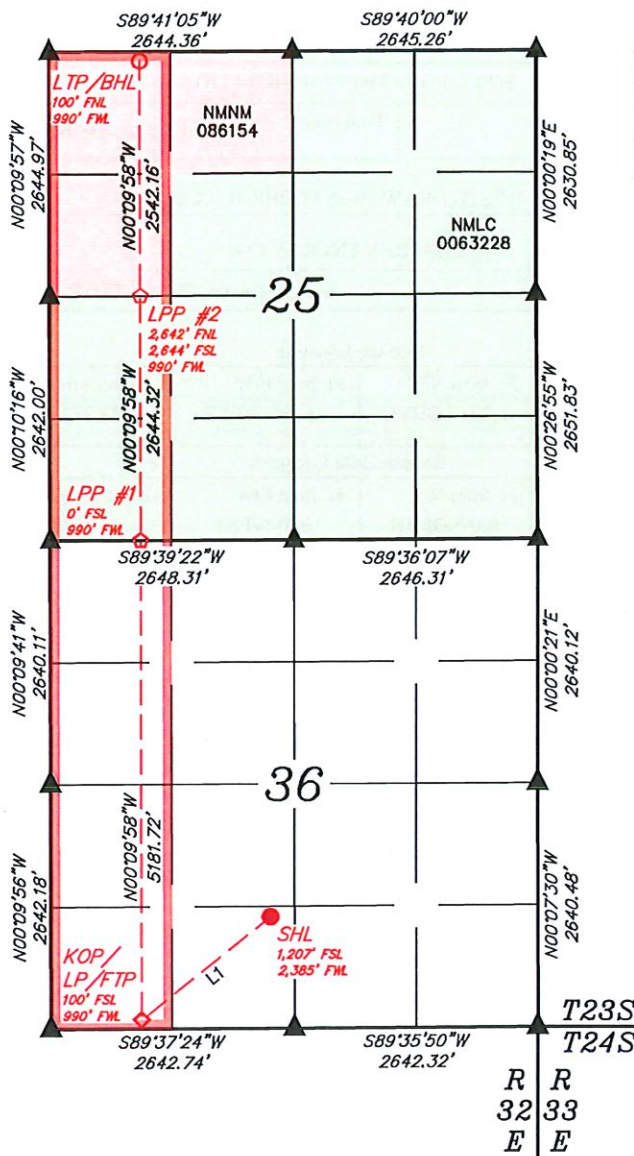 S89°41'05"W
2644.36'
S89°40'00"W
2645.26'
LTP/BHL
100' FNL
990' FWL
NMNM
086154
N00°09'57"W
2644.97'
N00°09'58"W
2542.16'
N00°00'19"E
2630.85'
NMLC
0063228
25
LPP #2
2,642' FNL
2,644' FSL
990' FWL
N00°10'16"W
2642.00'
N00°09'58"W
2644.32'
N00°26'55"W
2651.83'
LPP #1
0' FSL
990' FWL
S89°39'22"W
2648.31'
S89°36'07"W
2646.31'
N00°09'41"W
2640.11'
N00°00'21"E
2640.12'
36
N00°09'58"W
5181.72'
N00°09'56"W
2642.18'
N00°07'30"W
2640.48'
SHL
1,207' FSL
2,385' FWL
L1
KOP/
LP/FTP
100' FSL
990' FWL
S89°37'24"W
2642.74'
S89°35'50"W
2642.32'
T23S
T24S
R R
32 33
E E